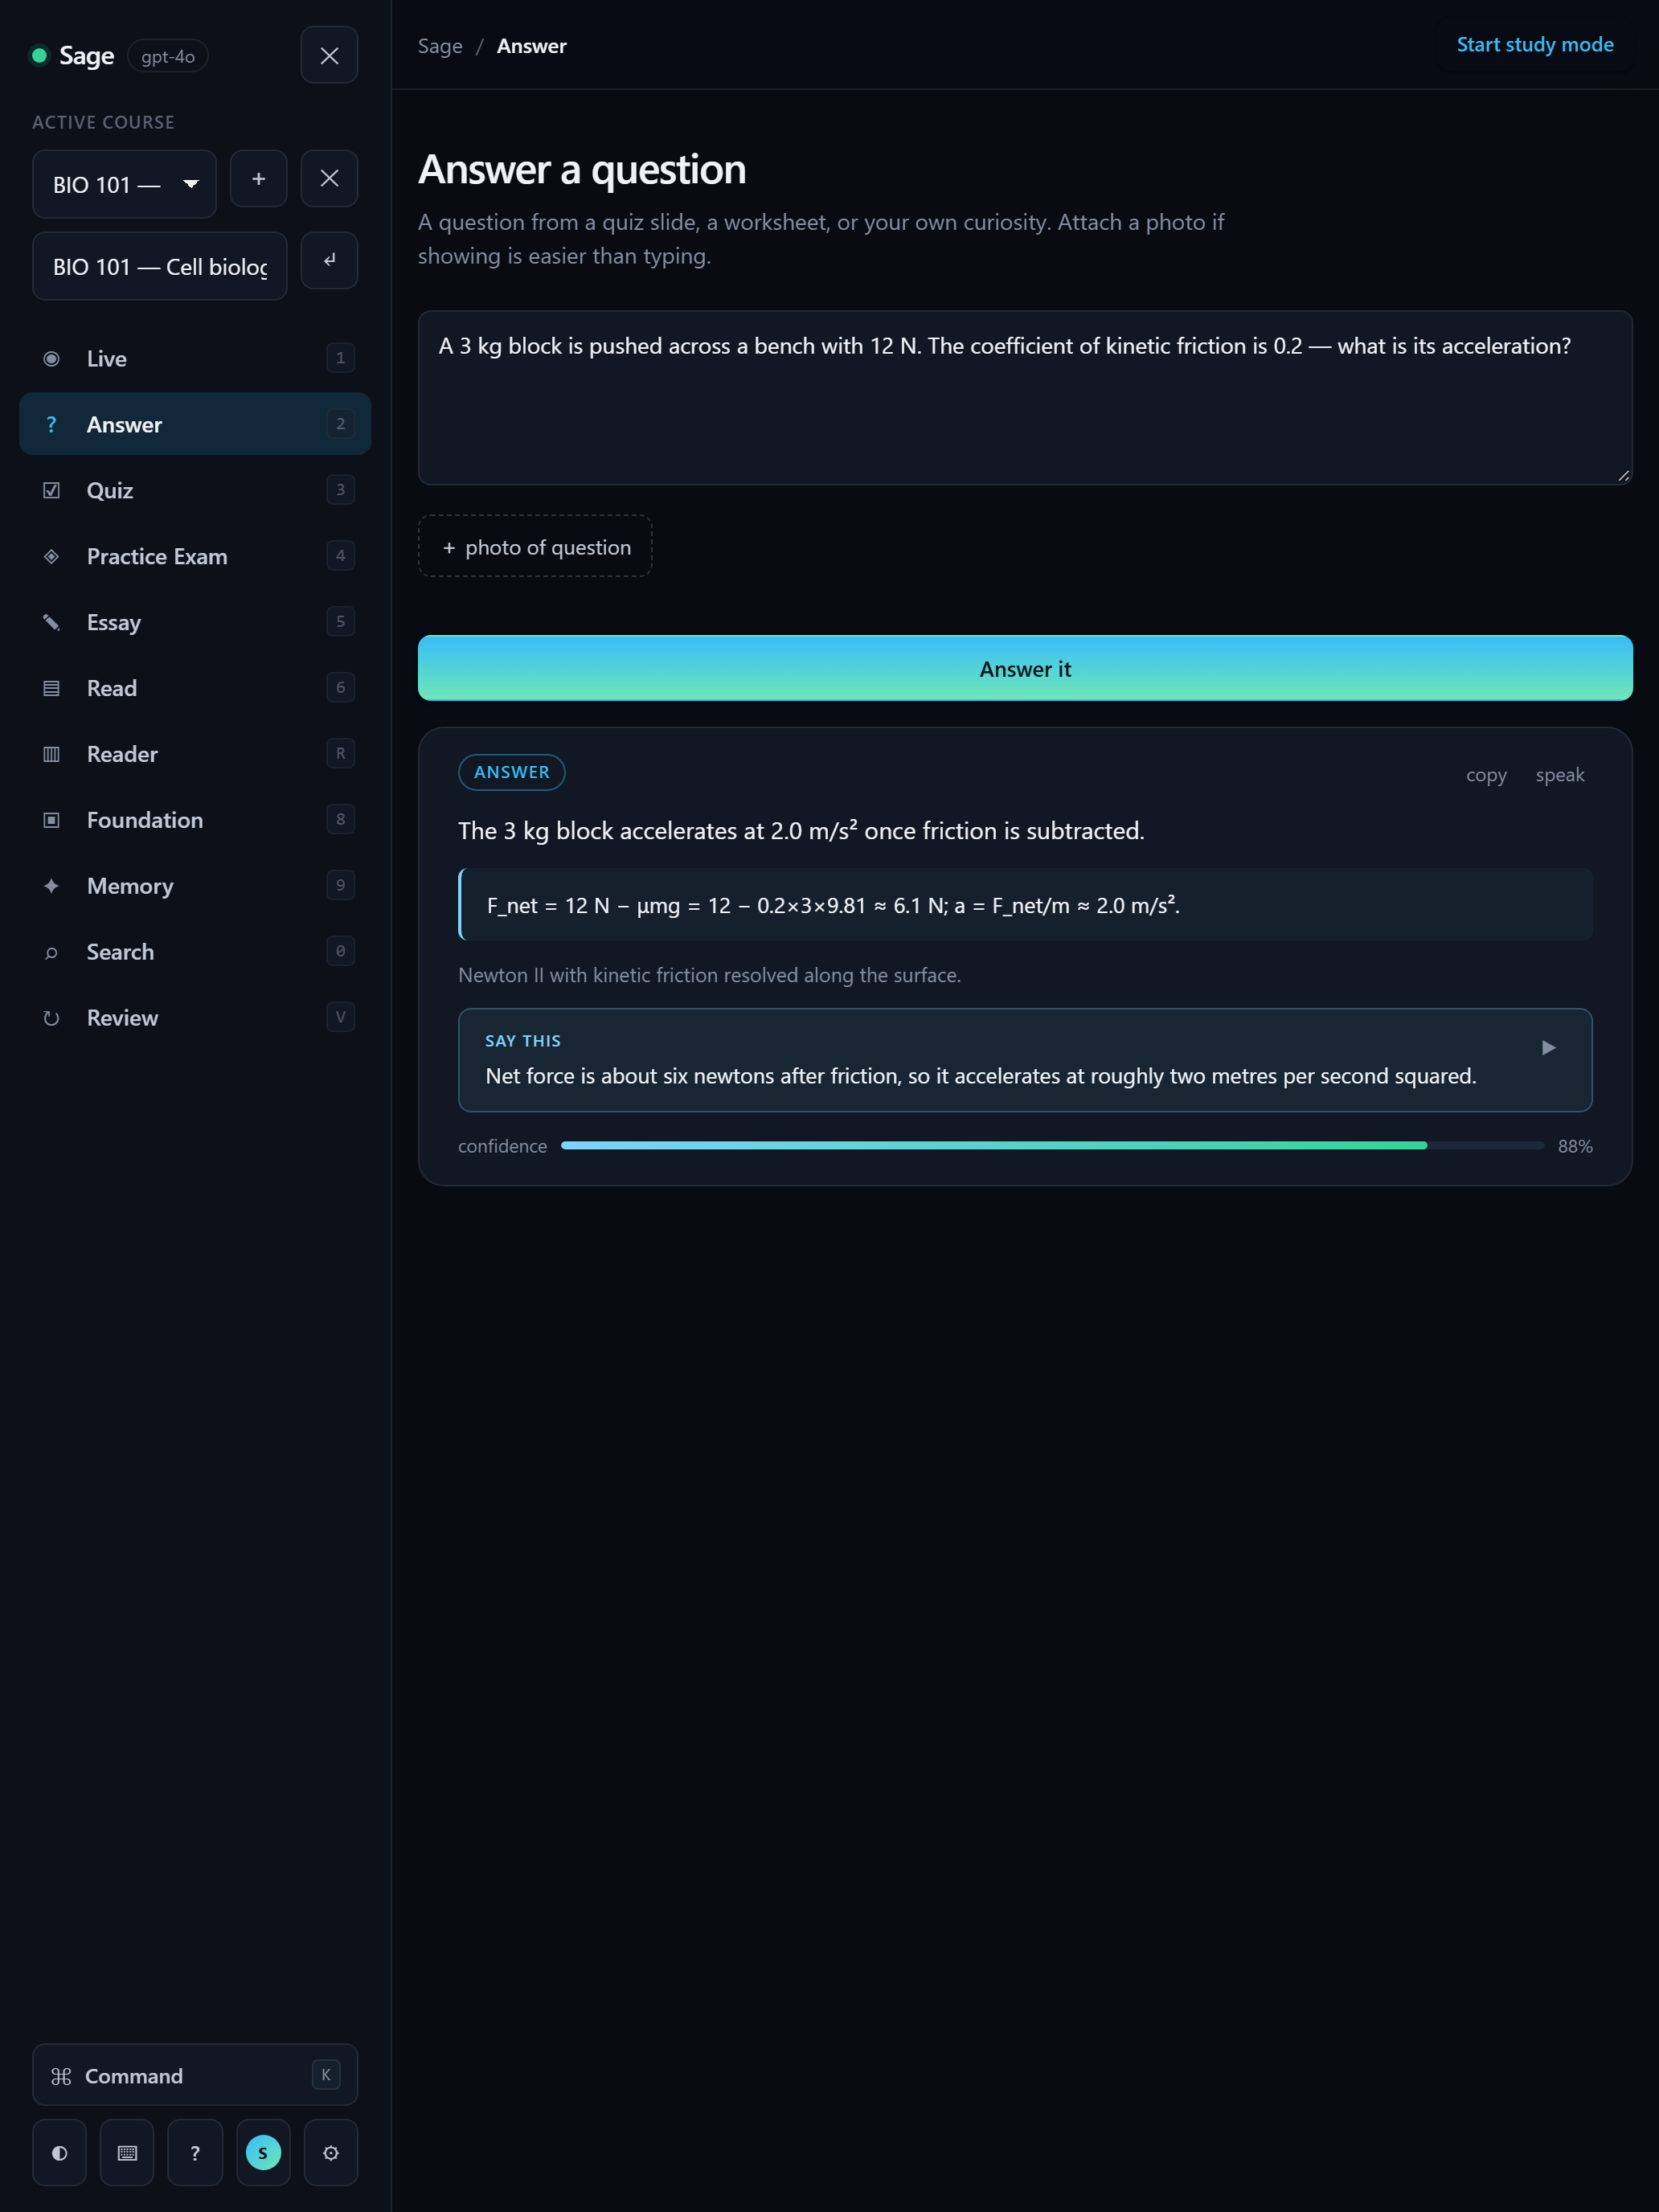 Sage gpt-4o
ACTIVE COURSE
BIO 101 —
BIO 101 — Cell biolog
Live 1
? Answer 2
Quiz 3
Practice Exam 4
Essay 5
Read 6
Reader R
Foundation 8
Memory 9
Search 0
Review V
⌘ Command K
?
S
Sage / Answer
Start study mode
Answer a question
A question from a quiz slide, a worksheet, or your own curiosity. Attach a photo if
showing is easier than typing.
A 3 kg block is pushed across a bench with 12 N. The coefficient of kinetic friction is 0.2 — what is its acceleration?
+ photo of question
Answer it
ANSWER
copy speak
The 3 kg block accelerates at 2.0 m/s² once friction is subtracted.
F_net = 12 N − μmg = 12 − 0.2×3×9.81 ≈ 6.1 N; a = F_net/m ≈ 2.0 m/s².
Newton II with kinetic friction resolved along the surface.
SAY THIS
Net force is about six newtons after friction, so it accelerates at roughly two metres per second squared.
confidence 88%